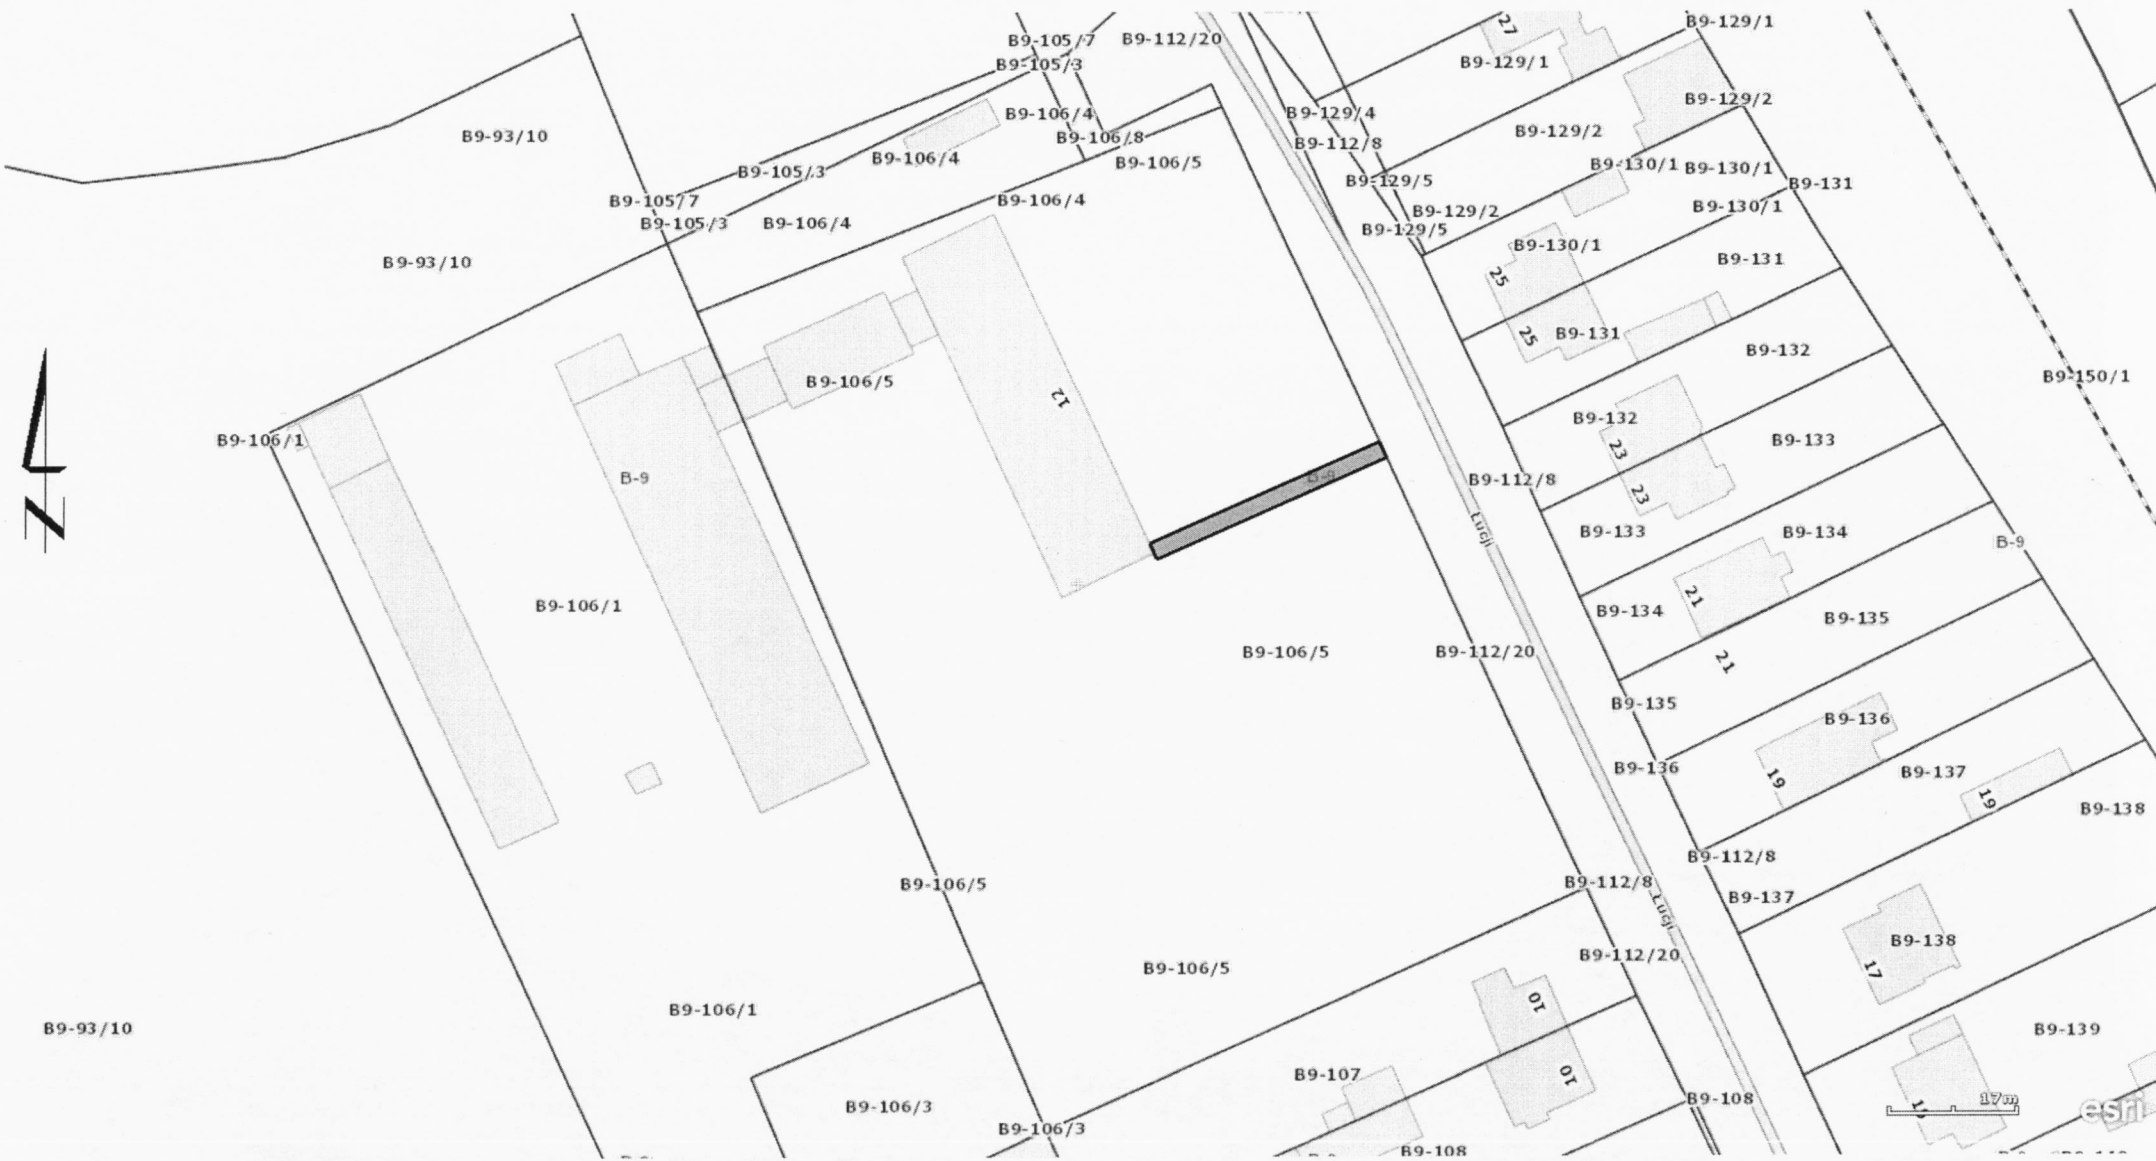 B9-129/1
27
B9-105/7
B9-112/20
B9-105/3
B9-129/1
B9-129/2
B9-106/4
B9-129/4
B9-129/2
B9-93/10
B9-106/8
B9-112/8
B9-106/4
B9-106/5
B9-130/1
B9-130/1
B9-105/3
B9-129/5
B9-131
B9-105/7
B9-106/4
B9-130/1
B9-129/2
B9-105/3
B9-106/4
B9-129/5
B9-130/1
B9-93/10
B9-131
25
25
B9-131
B9-132
B9-150/1
B9-106/5
12
B9-132
B9-106/1
B9-133
23
B-9
B-9
B9-112/8
23
Łucji
B9-133
B9-134
B-9
21
B9-106/1
B9-134
B9-135
B9-106/5
B9-112/20
21
B9-135
B9-136
B9-136
19
B9-137
19
B9-138
B9-112/8
B9-106/5
B9-112/8
B9-137
Łucji
B9-138
B9-106/5
B9-112/20
17
10
B9-106/1
B9-93/10
B9-139
B9-107
10
B9-106/3
B9-108
17m
esri
B9-106/3
B9-108
N